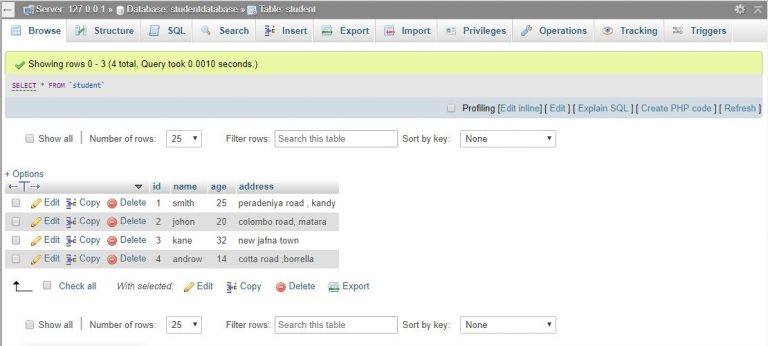 Server: 127.0.0.1 » Database: studentdatabase » Table: student
Browse Structure SQL Search Insert Export Import Privileges Operations Tracking Triggers
Showing rows 0 - 3 (4 total, Query took 0.0010 seconds.)
SELECT * FROM `student`
Profiling [Edit inline] [ Edit ] [ Explain SQL ] [ Create PHP code ] [ Refresh ]
Show all Number of rows: 25 Filter rows: Search this table Sort by key: None
+ Options
←T→ id name age address
Edit Copy Delete 1 smith 25 peradeniya road , kandy
Edit Copy Delete 2 johon 20 colombo road, matara
Edit Copy Delete 3 kane 32 new jafna town
Edit Copy Delete 4 androw 14 cotta road ,borrella
Check all With selected: Edit Copy Delete Export
Show all Number of rows: 25 Filter rows: Search this table Sort by key: None